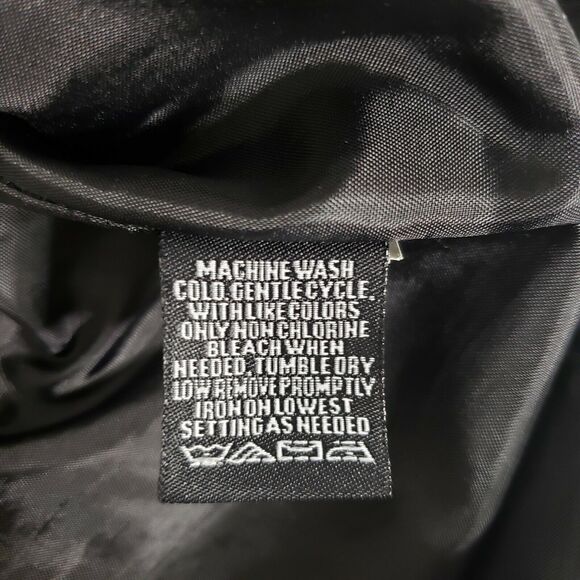 MACHINE WASH
COLD. GENTLE CYCLE.
WITH LIKE COLORS
ONLY NON CHLORINE
BLEACH WHEN
NEEDED. TUMBLE DRY
LOW REMOVE PROMPTLY
IRON ON LOWEST
SETTING AS NEEDED